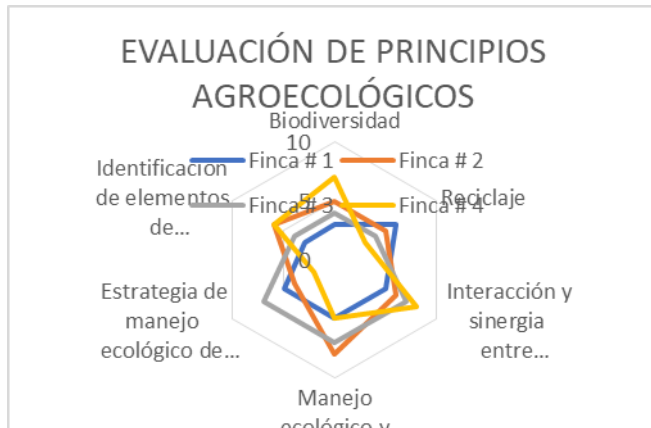 EVALUACIÓN DE PRINCIPIOS
AGROECOLÓGICOS
Biodiversidad
10
Finca # 1
Finca # 2
Identificación
de elementos
de...
5
Finca # 3
Finca # 4
Reciclaje
0
Estrategia de
manejo
ecológico de...
Interacción y
sinergia
entre...
Manejo
ecológico y